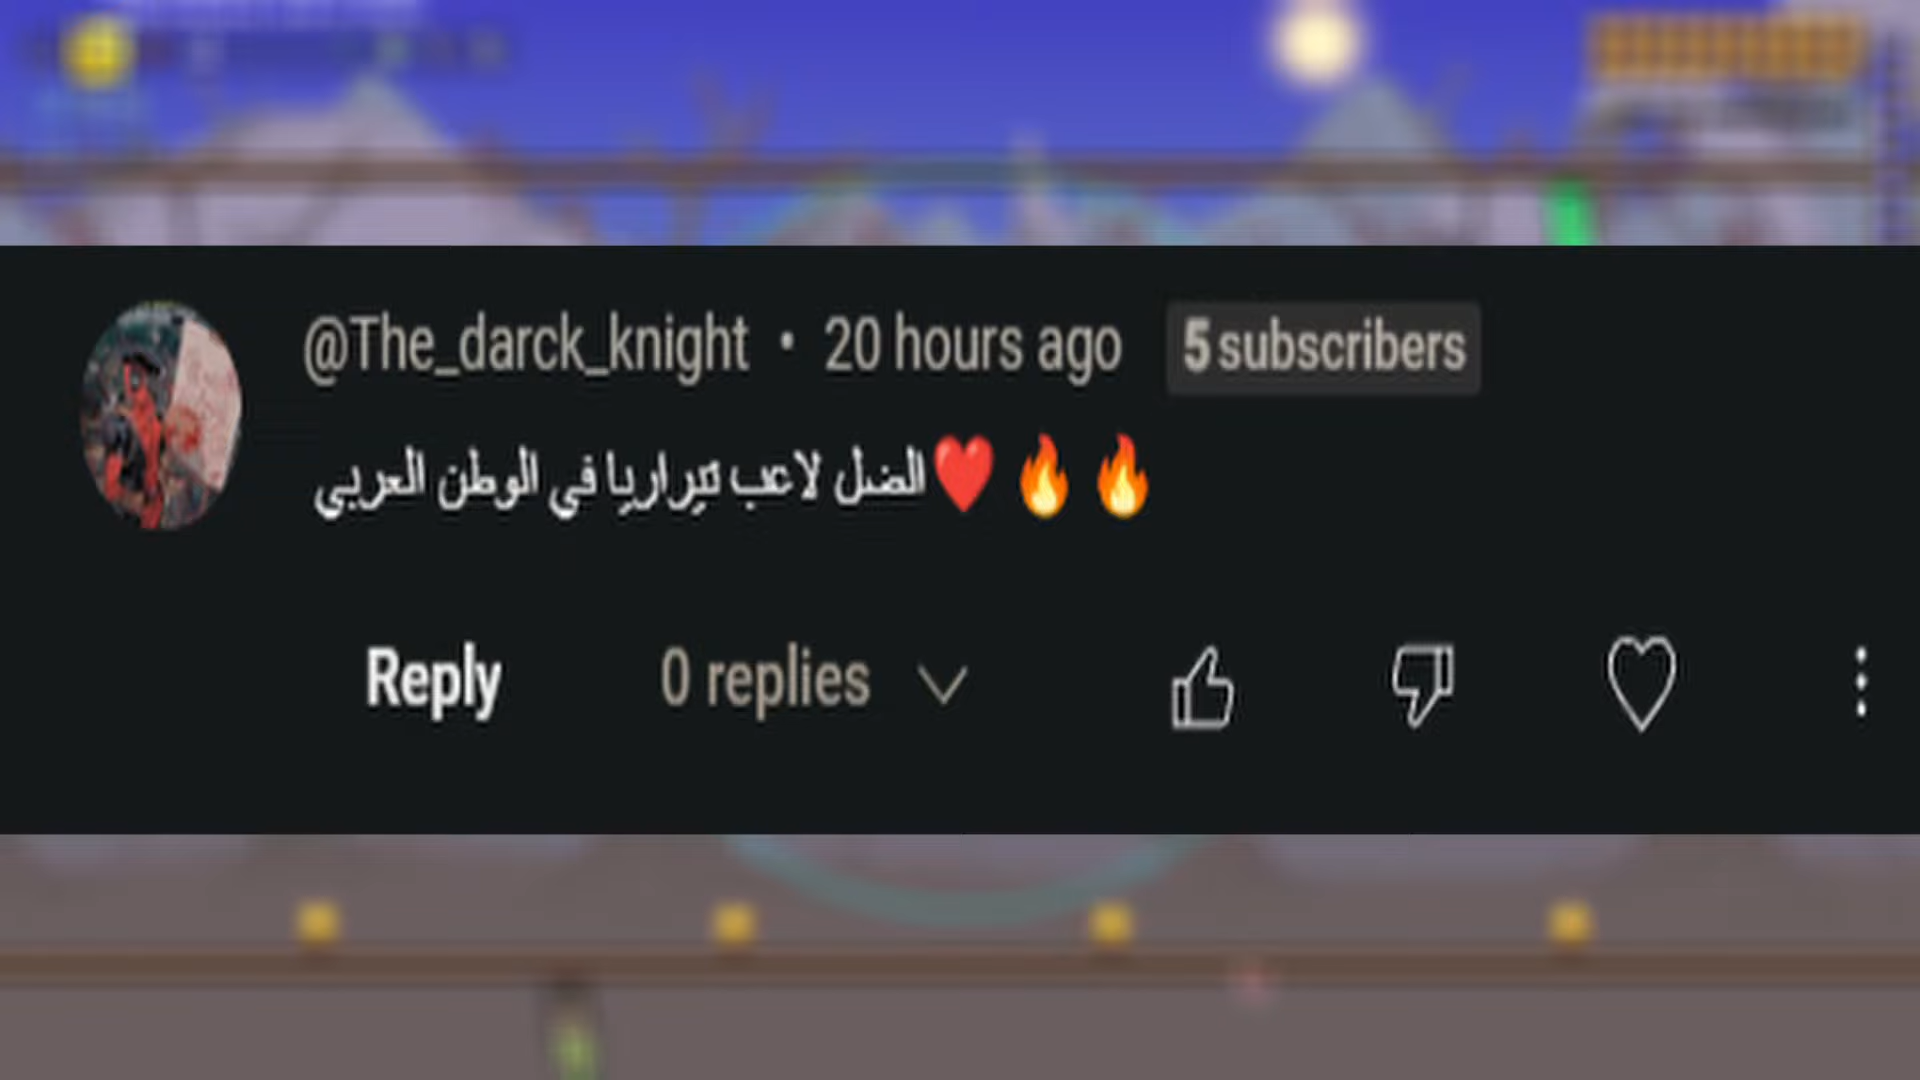 @The_darck_knight • 20 hours ago 5 subscribers
الضل لاعب تيراريا في الوطن العربي❤️🔥🔥
Reply 0 replies